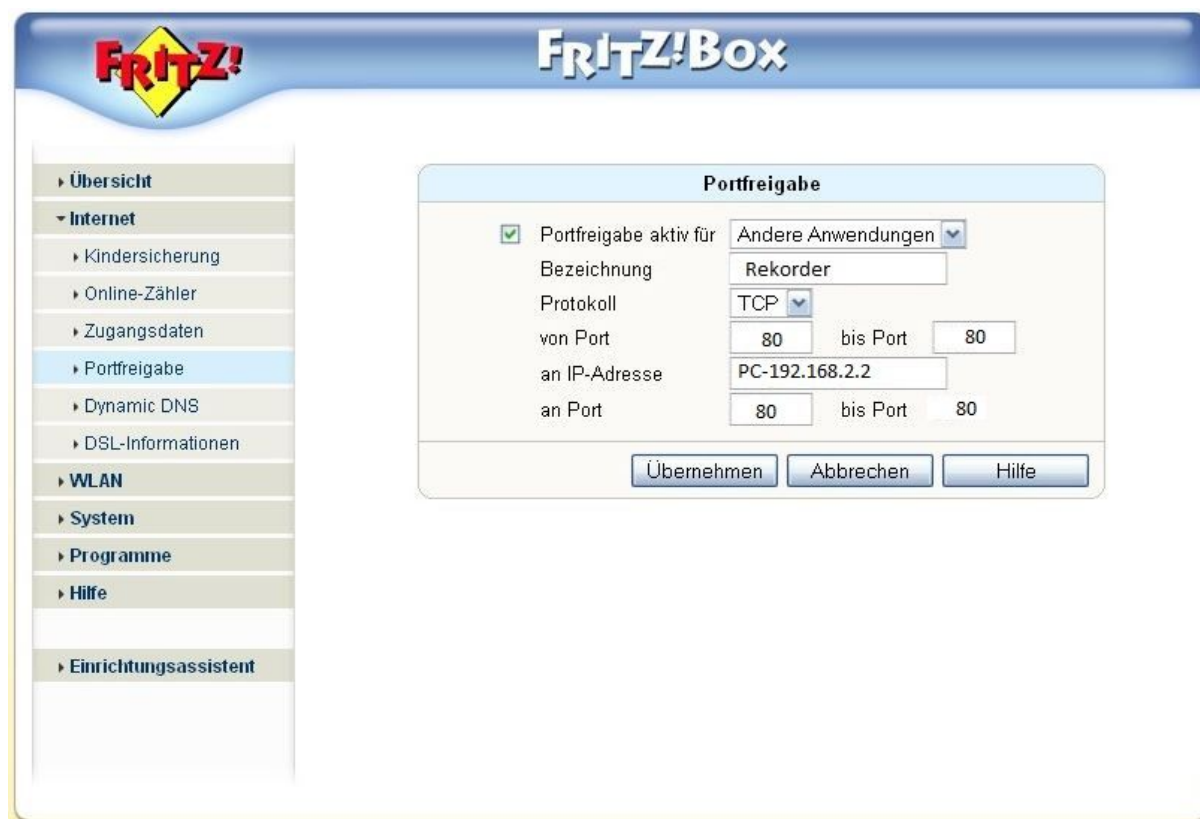 FRITZ!
FRITZ!Box
Übersicht
Internet
Kindersicherung
Online-Zähler
Zugangsdaten
Portfreigabe
Dynamic DNS
DSL-Informationen
WLAN
System
Programme
Hilfe
Einrichtungsassistent
Portfreigabe
Portfreigabe aktiv für Andere Anwendungen
Bezeichnung Rekorder
Protokoll TCP
von Port 80 bis Port 80
an IP-Adresse PC-192.168.2.2
an Port 80 bis Port 80
Übernehmen Abbrechen Hilfe